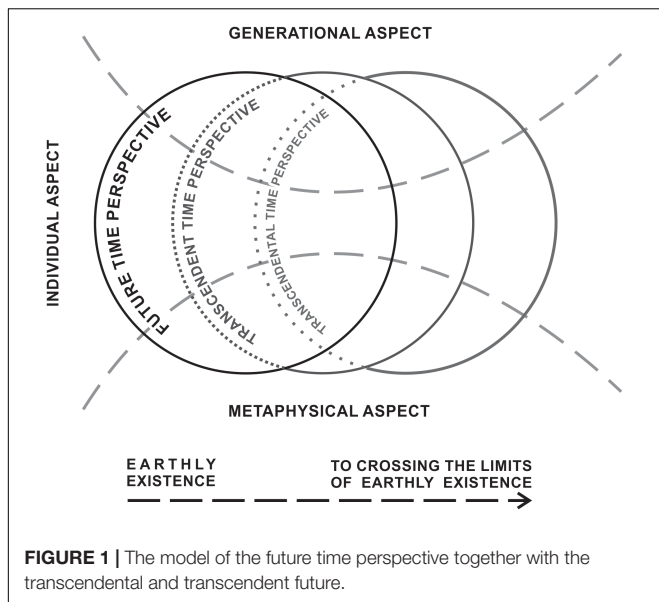 GENERATIONAL ASPECT
INDIVIDUAL ASPECT
FUTURE TIME PERSPECTIVE
TRANSCENDENT TIME PERSPECTIVE
TRANSCENDENTAL TIME PERSPECTIVE
METAPHYSICAL ASPECT
EARTHLY
EXISTENCE
TO CROSSING THE LIMITS
OF EARTHLY EXISTENCE
FIGURE 1 | The model of the future time perspective together with the
transcendental and transcendent future.